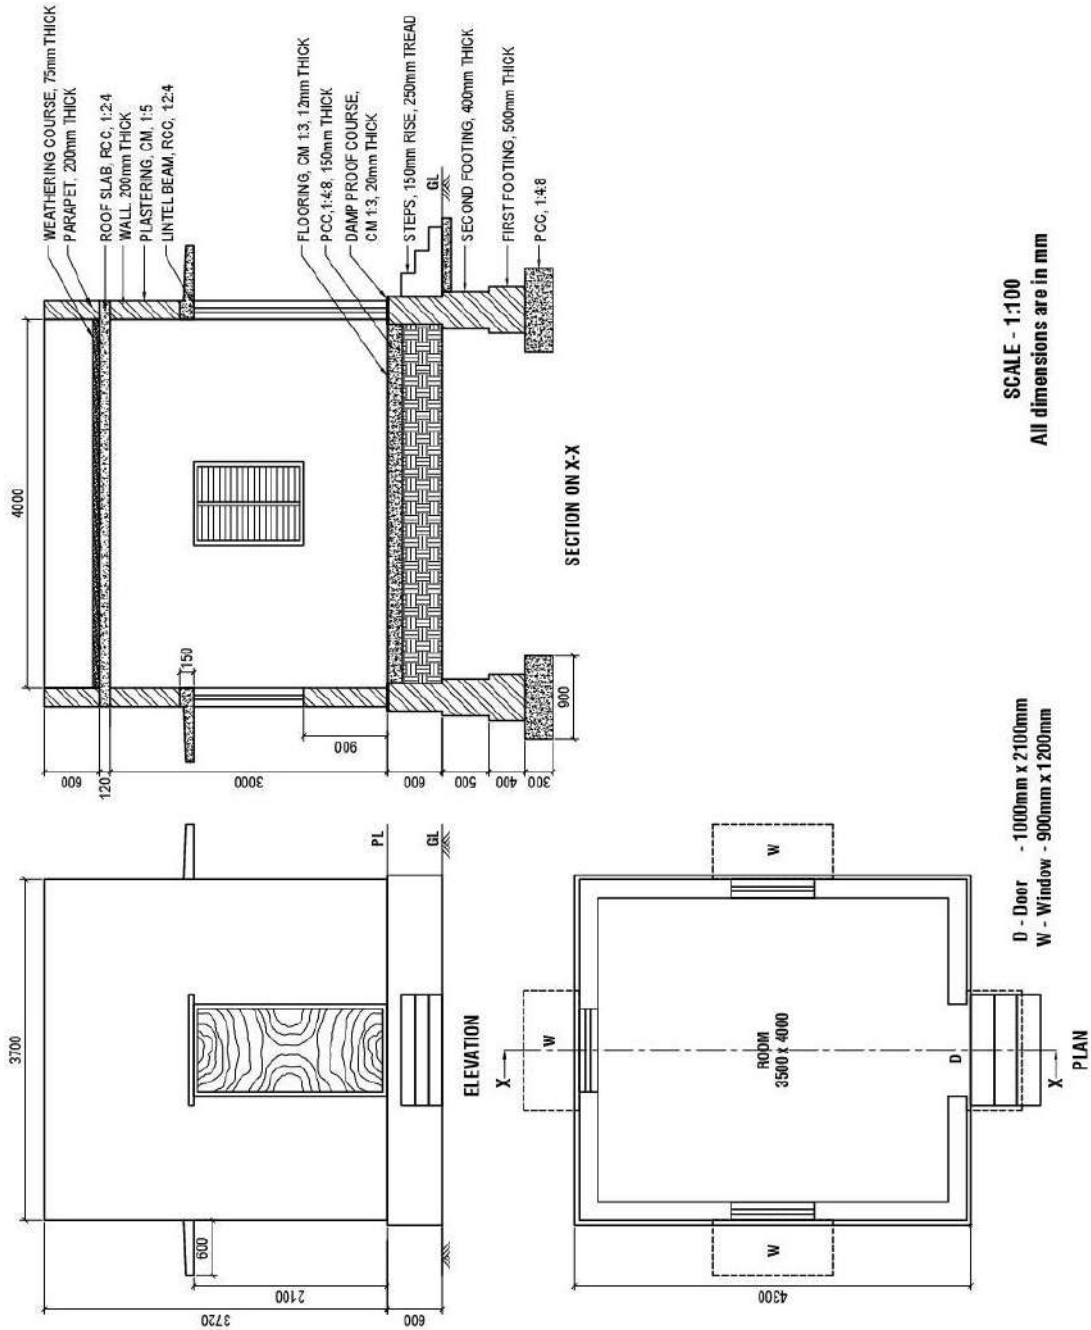 3700
3720
2100
600
600
PL
GL
ELEVATION
4000
600
120
3000
600
500
400
300
150
900
900
WEATHERING COURSE, 75mm THICK
PARAPET, 200mm THICK
ROOF SLAB, RCC, 1:2:4
WALL, 200mm THICK
PLASTERING, CM, 1:5
LINTEL BEAM, RCC, 1:2:4
FLOORING, CM 1:3, 12mm THICK
PCC,1:4:8, 150mm THICK
DAMP PROOF COURSE,
CM 1:3, 20mm THICK
STEPS, 150mm RISE, 250mm TREAD
GL
SECOND FOOTING, 400mm THICK
FIRST FOOTING, 500mm THICK
PCC, 1:4:8
SECTION ON X-X
W
X
W
W
ROOM
3500 x 4000
D
X
4300
PLAN
D - Door - 1000mm x 2100mm
W - Window - 900mm x 1200mm
SCALE - 1:100
All dimensions are in mm